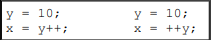 y = 10;   y = 10;
x = y++;   x = ++y;